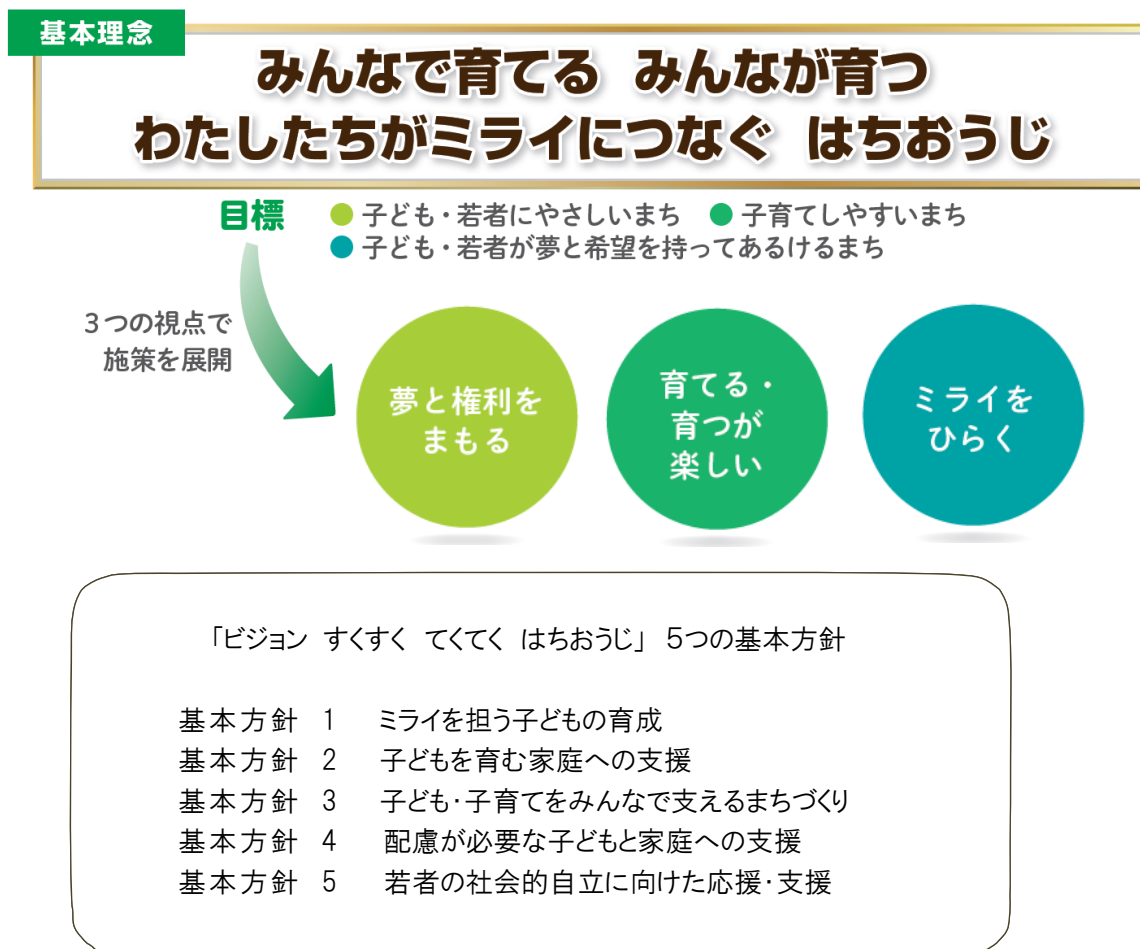 基本理念
みんなで育てる みんなが育つ
わたしたちがミライにつなぐ はちおうじ
目標
● 子ども・若者にやさしいまち ● 子育てしやすいまち
● 子ども・若者が夢と希望を持ってあるけるまち
３つの視点で
施策を展開
夢と権利を
まもる
育てる・
育つが
楽しい
ミライを
ひらく
「ビジョン すくすく てくてく はちおうじ」 5つの基本方針
基本方針 1 ミライを担う子どもの育成
基本方針 2 子どもを育む家庭への支援
基本方針 3 子ども・子育てをみんなで支えるまちづくり
基本方針 4 配慮が必要な子どもと家庭への支援
基本方針 5 若者の社会的自立に向けた応援・支援